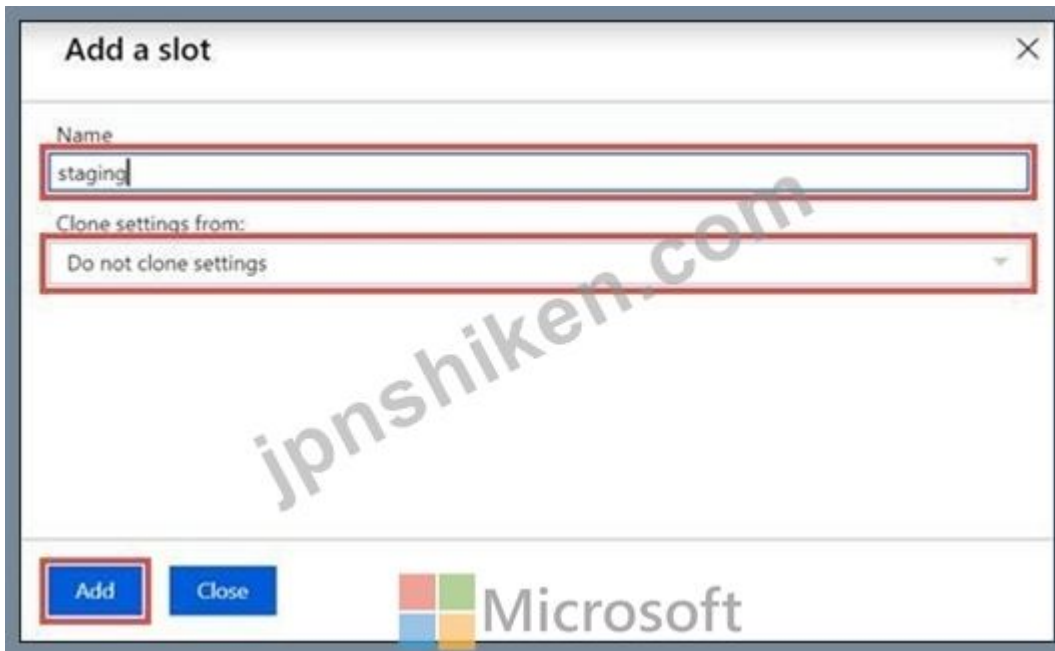 Add a slot
Name
staging
Clone settings from:
Do not clone settings
jpnshiken.com
Add Close
Microsoft